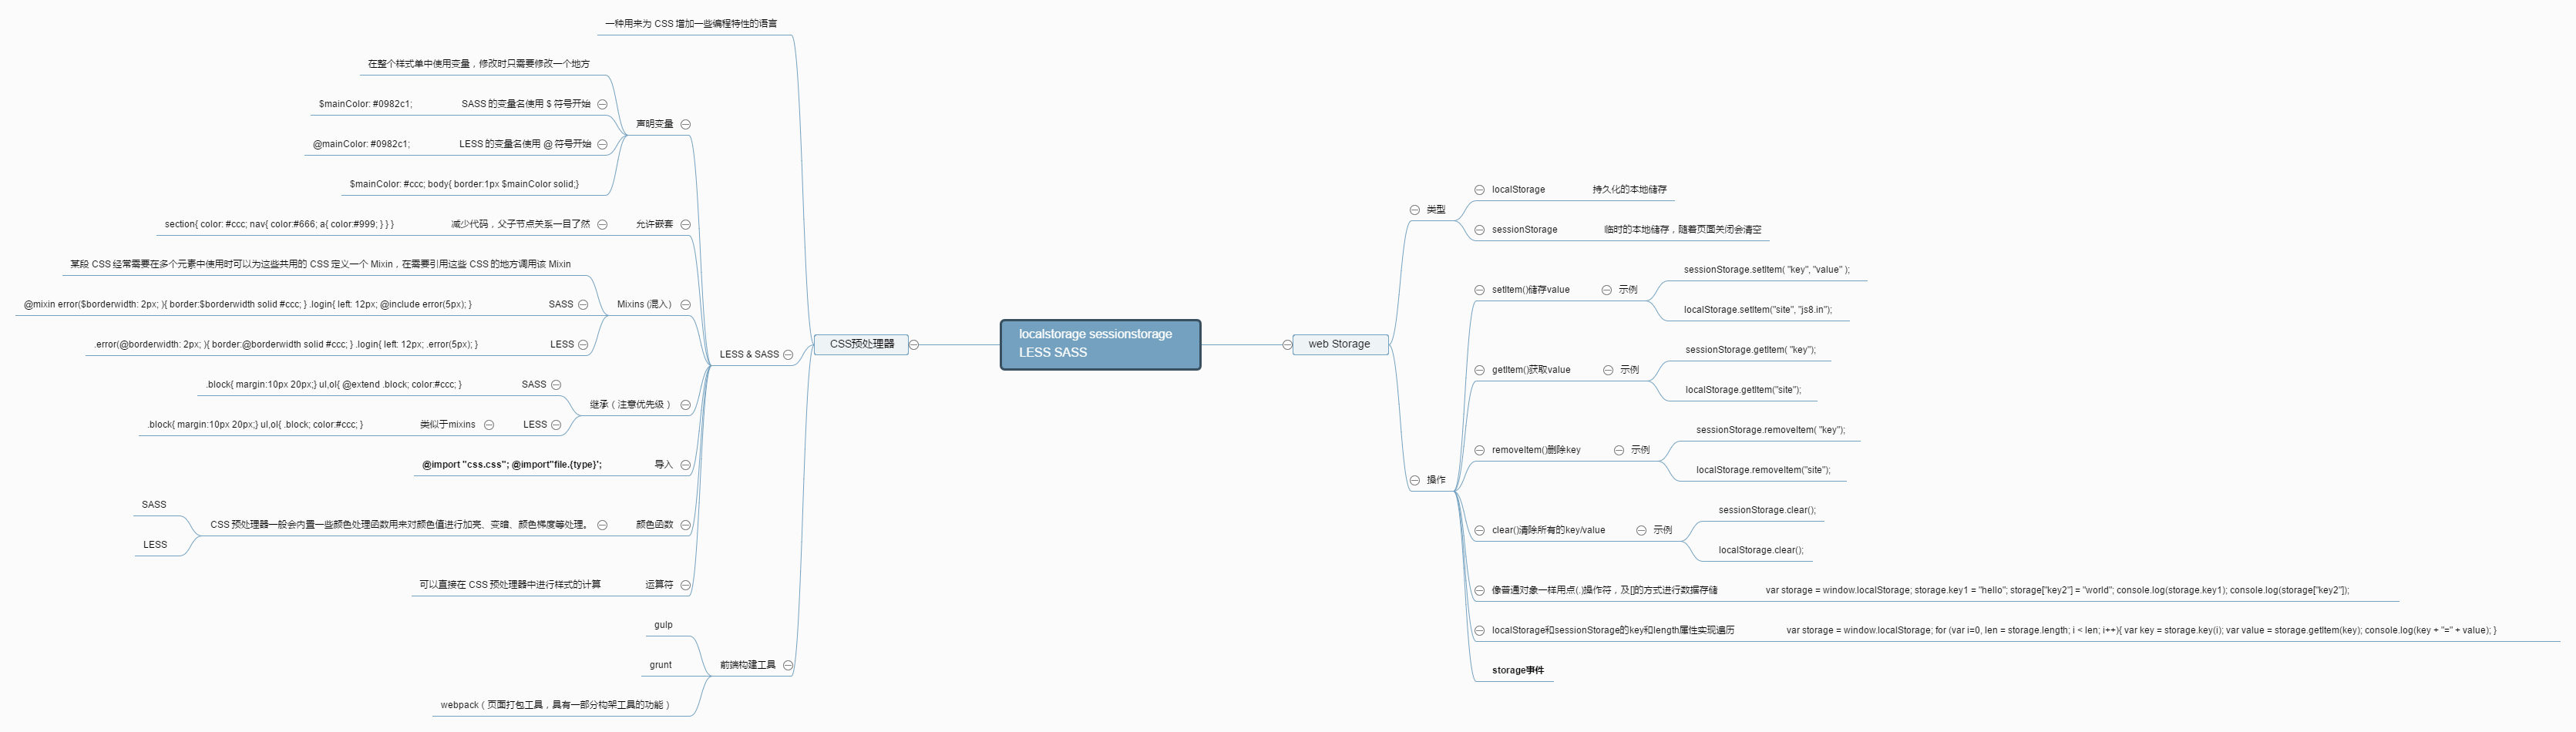 localstorage sessionstorage
LESS SASS
CSS预处理器
一种用来为 CSS 增加一些编程特性的语言
LESS & SASS
声明变量
在整个样式单中使用变量，修改时只需要修改一个地方
SASS 的变量名使用 $ 符号开始
$mainColor: #0982c1;
LESS 的变量名使用 @ 符号开始
@mainColor: #0982c1;
$mainColor: #ccc; body{ border:1px $mainColor solid;}
允许嵌套
减少代码，父子节点关系一目了然
section{ color: #ccc; nav{ color:#666; a{ color:#999; } } }
Mixins (混入）
某段 CSS 经常需要在多个元素中使用时可以为这些共用的 CSS 定义一个 Mixin，在需要引用这些 CSS 的地方调用该 Mixin
SASS
@mixin error($borderwidth: 2px; ){ border:$borderwidth solid #ccc; } .login{ left: 12px; @include error(5px); }
LESS
.error(@borderwidth: 2px; ){ border:@borderwidth solid #ccc; } .login{ left: 12px; .error(5px); }
继承（注意优先级）
SASS
.block{ margin:10px 20px;} ul,ol{ @extend .block; color:#ccc; }
LESS
类似于mixins
.block{ margin:10px 20px;} ul,ol{ .block; color:#ccc; }
导入
@import "css.css"; @import"file.{type}';
颜色函数
CSS 预处理器一般会内置一些颜色处理函数用来对颜色值进行加亮、变暗、颜色梯度等处理。
SASS
LESS
运算符
可以直接在 CSS 预处理器中进行样式的计算
前端构建工具
gulp
grunt
webpack（页面打包工具，具有一部分构架工具的功能）
web Storage
类型
localStorage
持久化的本地储存
sessionStorage
临时的本地储存，随着页面关闭会清空
操作
setItem()储存value
示例
sessionStorage.setItem( "key", "value" );
localStorage.setItem("site", "js8.in");
getItem()获取value
示例
sessionStorage.getItem( "key");
localStorage.getItem("site");
removeItem()删除key
示例
sessionStorage.removeItem( "key");
localStorage.removeItem("site");
clear()清除所有的key/value
示例
sessionStorage.clear();
localStorage.clear();
像普通对象一样用点(.)操作符，及[]的方式进行数据存储
var storage = window.localStorage; storage.key1 = "hello"; storage["key2"] = "world"; console.log(storage.key1); console.log(storage["key2"]);
localStorage和sessionStorage的key和length属性实现遍历
var storage = window.localStorage; for (var i=0, len = storage.length; i < len; i++){ var key = storage.key(i); var value = storage.getItem(key); console.log(key + "=" + value); }
storage事件